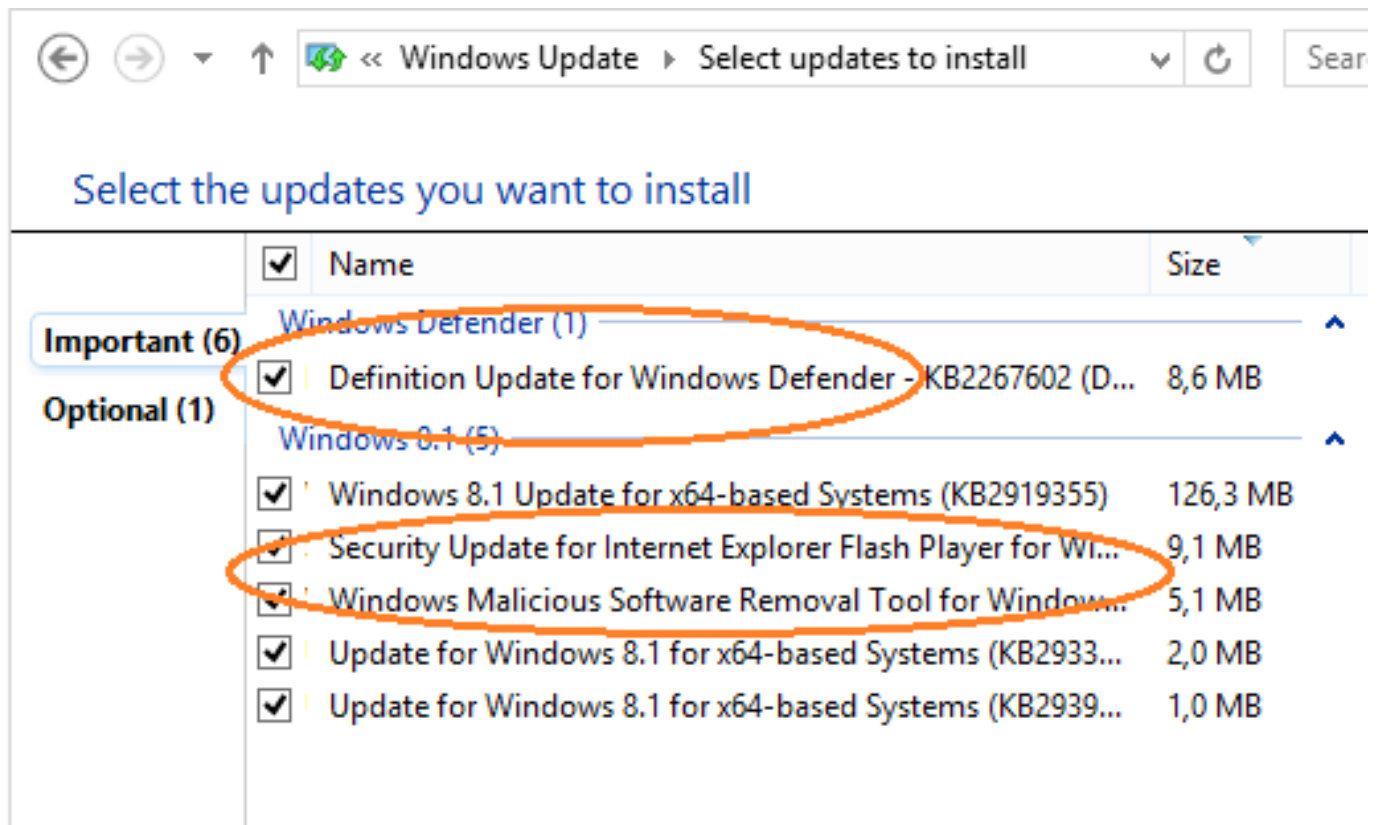 « Windows Update ▸ Select updates to install
Sear
Select the updates you want to install
Name Size
Important (6)
Optional (1)
Windows Defender (1)
Definition Update for Windows Defender - KB2267602 (D... 8,6 MB
Windows 8.1 (5)
Windows 8.1 Update for x64-based Systems (KB2919355) 126,3 MB
Security Update for Internet Explorer Flash Player for Wi... 9,1 MB
Windows Malicious Software Removal Tool for Window... 5,1 MB
Update for Windows 8.1 for x64-based Systems (KB2933... 2,0 MB
Update for Windows 8.1 for x64-based Systems (KB2939... 1,0 MB